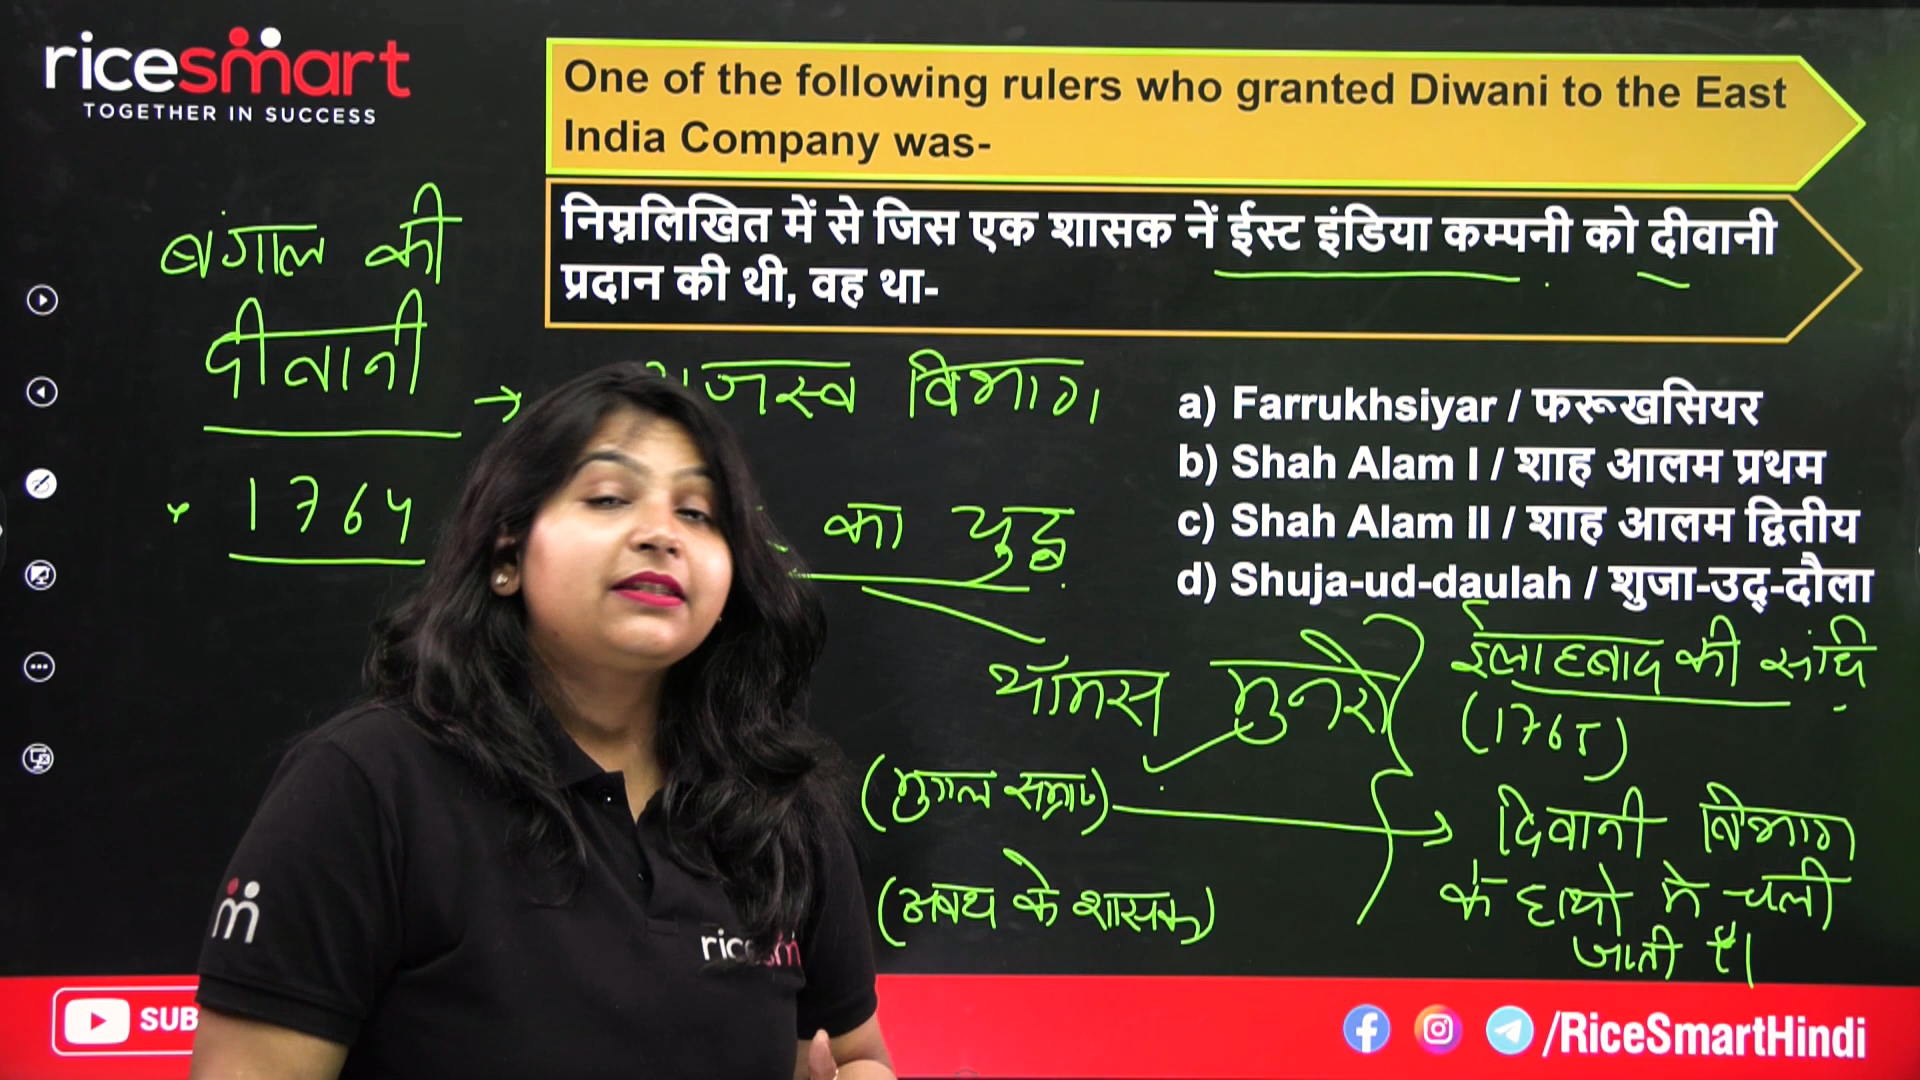 ricesmart
TOGETHER IN SUCCESS
One of the following rulers who granted Diwani to the East
India Company was-
निम्नलिखित में से जिस एक शासक नें ईस्ट इंडिया कम्पनी को दीवानी
प्रदान की थी, वह था-
बंगाल की
दीवानी
→ राजस्व विभाग
1764
का युद्ध
a) Farrukhsiyar / फरूखसियर
b) Shah Alam I / शाह आलम प्रथम
c) Shah Alam II / शाह आलम द्वितीय
d) Shuja-ud-daulah / शुजा-उद्-दौला
थॉमस मुनरो
ईलाहबाद की संधि
(1765)
(मुगल सम्राट)
दिवानी विभाग
के हाथो मे चली
जाती है।
(अवध के शासक)
rice
SUB
/RiceSmartHindi